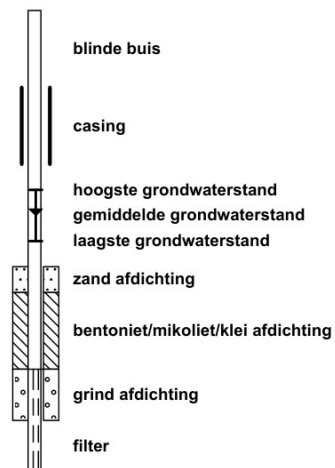 blinde buis
casing
hoogste grondwaterstand
gemiddelde grondwaterstand
laagste grondwaterstand
zand afdichting
bentoniet/mikoliet/klei afdichting
grind afdichting
filter